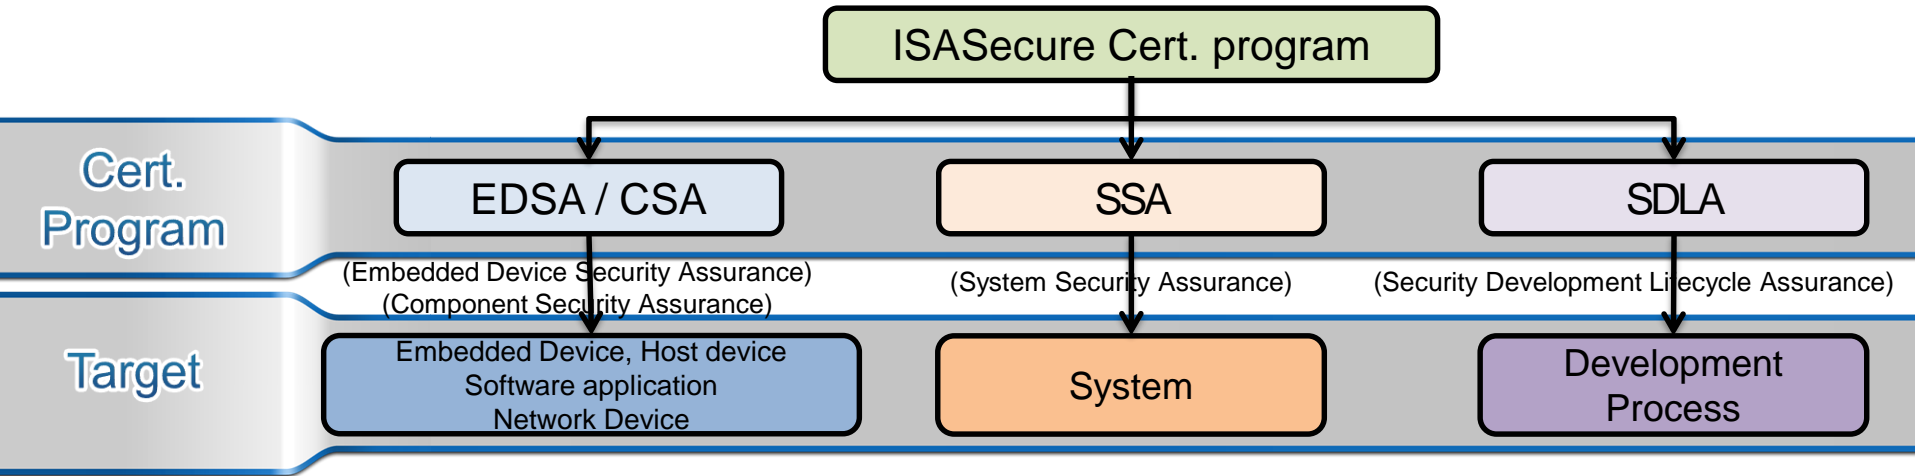 ISASecure Cert. program
Cert.
Program
EDSA / CSA
SSA
SDLA
(Embedded Device Security Assurance)
(Component Security Assurance)
(System Security Assurance)
(Security Development Lifecycle Assurance)
Target
Embedded Device, Host device
Software application
Network Device
System
Development
Process